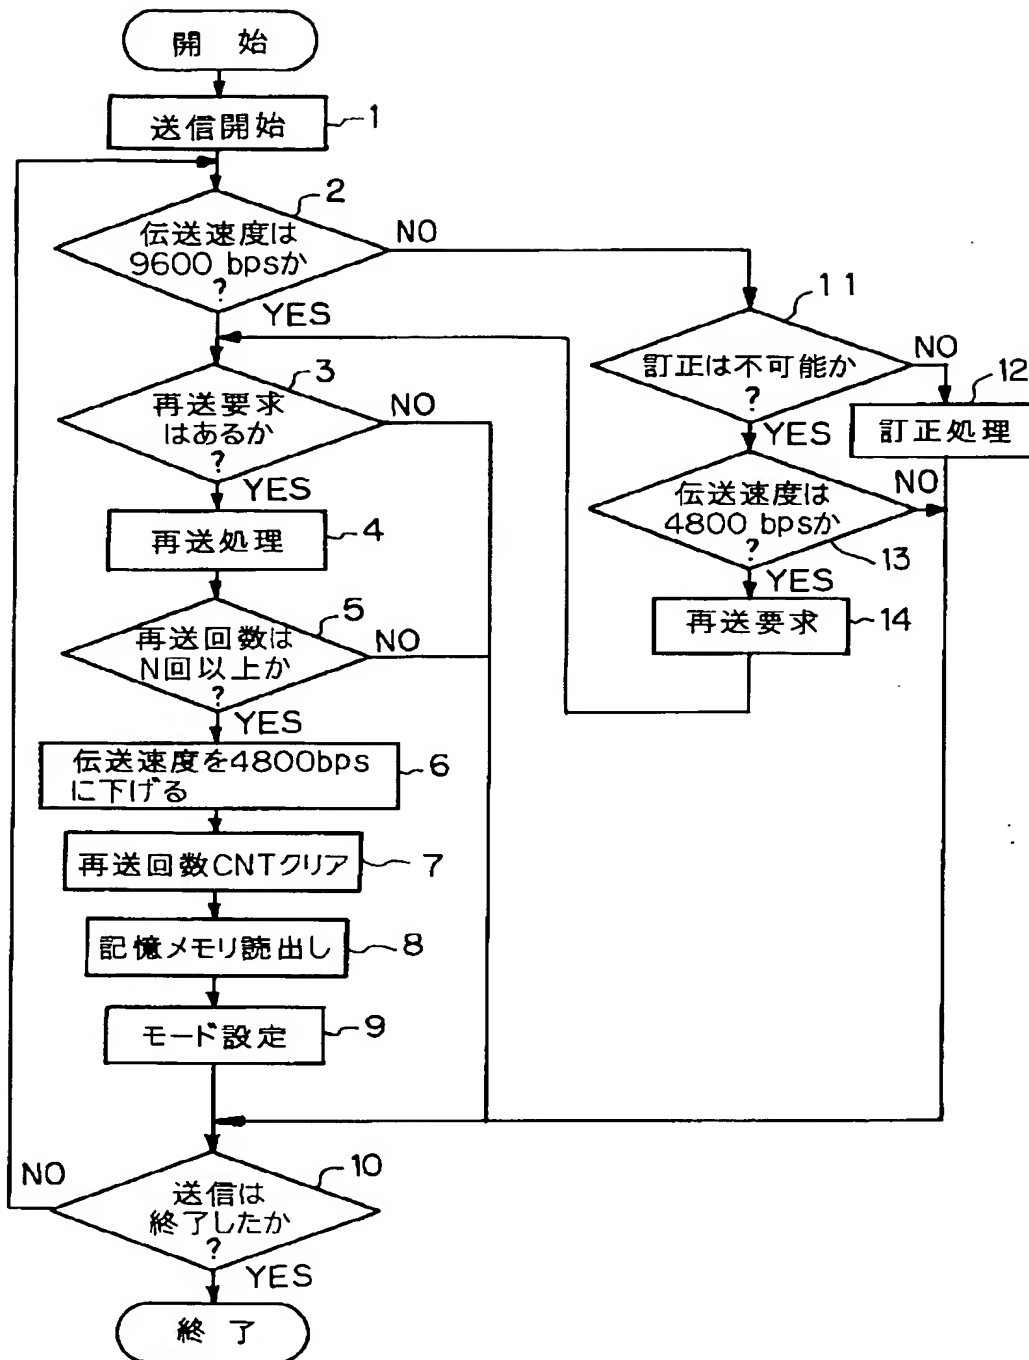 開 始
送信開始
1
2
伝送速度は
9600 bpsか
?
NO
YES
3
再送要求
はあるか
?
NO
YES
再送処理
4
5
再送回数は
N回以上か
?
NO
YES
伝送速度を4800bps
に下げる
6
再送回数CNTクリア
7
記憶メモリ読出し
8
モード設定
9
10
送信は
終了したか
?
NO
YES
終 了
11
訂正は不可能か
?
NO
YES
12
訂正処理
伝送速度は
4800 bpsか
?
NO
13
YES
再送要求
14